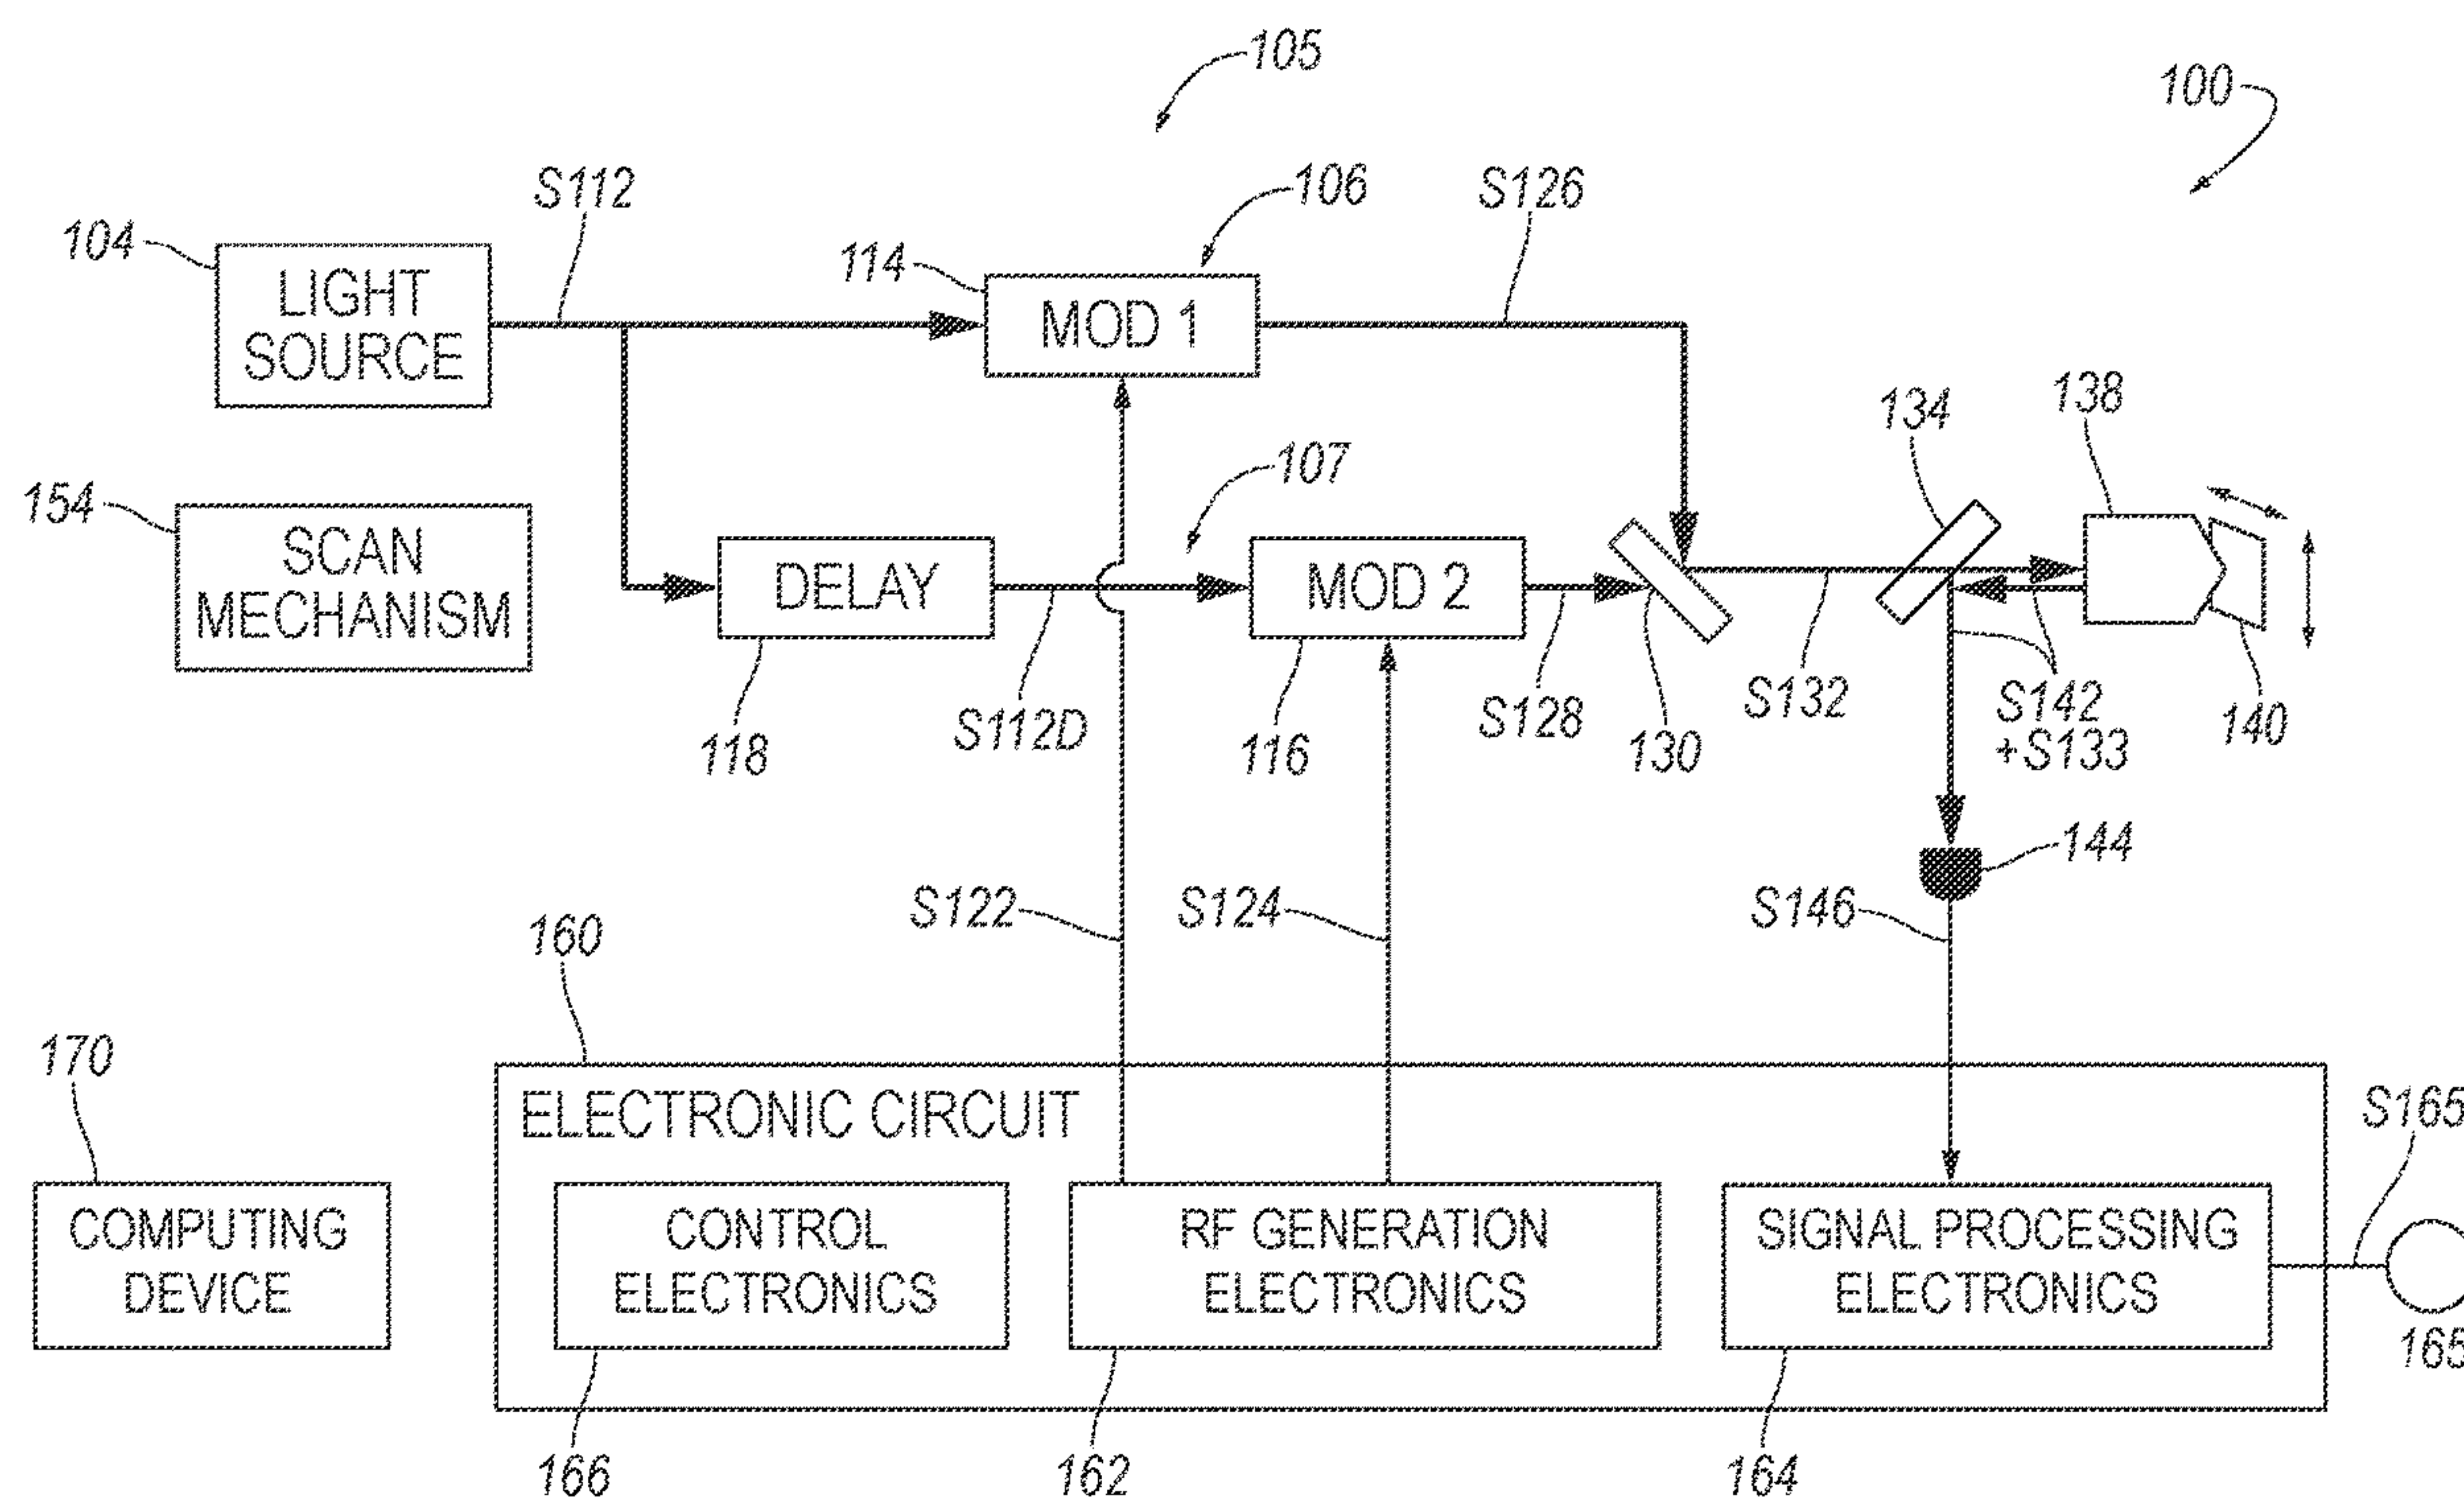 105
100
S112
106
S126
104
114
LIGHT
SOURCE
MOD 1
134
138
107
154
SCAN
MECHANISM
DELAY
MOD 2
S132
S142
+S133
140
S128
S112D
130
118
116
144
S122
S124
S146
160
170
ELECTRONIC CIRCUIT
S165
COMPUTING
DEVICE
CONTROL
ELECTRONICS
RF GENERATION
ELECTRONICS
SIGNAL PROCESSING
ELECTRONICS
165
166
162
164